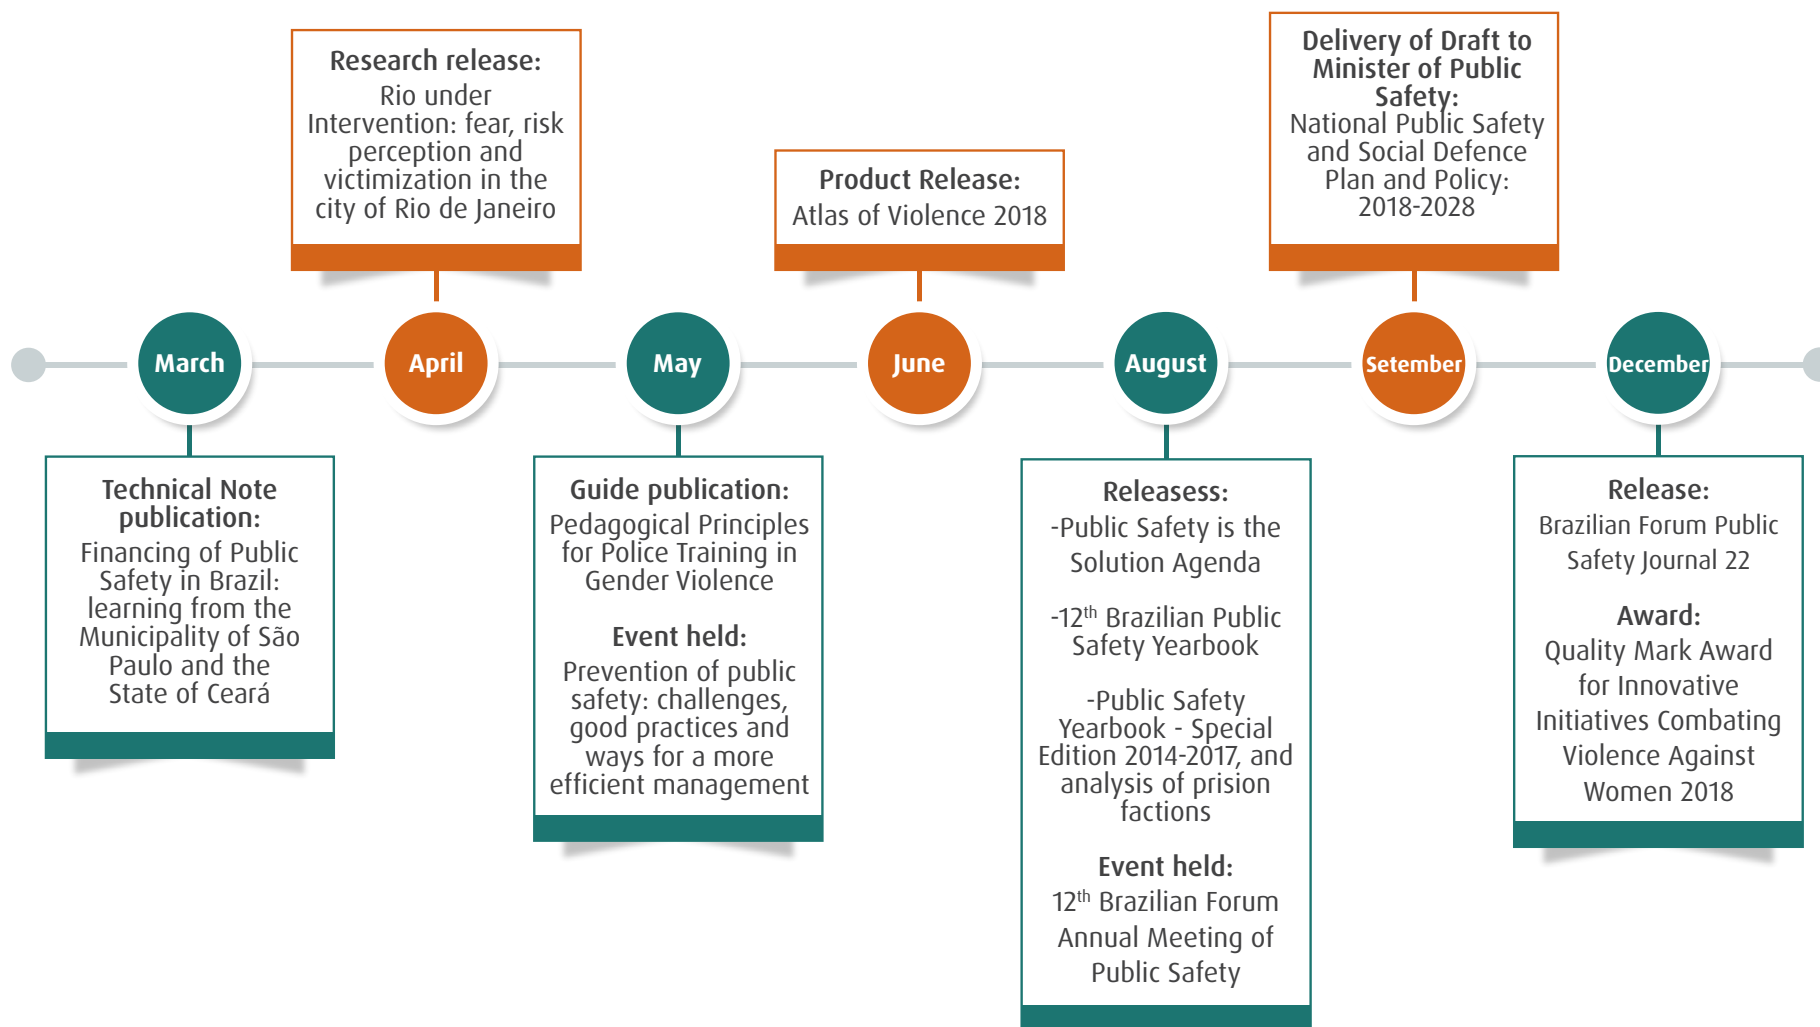 Research release:
Rio under
Intervention: fear, risk
perception and
victimization in the
city of Rio de Janeiro
Product Release:
Atlas of Violence 2018
Delivery of Draft to
Minister of Public
Safety:
National Public Safety
and Social Defence
Plan and Policy:
2018-2028
March
April
May
June
August
Setember
December
Technical Note
publication:
Financing of Public
Safety in Brazil:
learning from the
Municipality of São
Paulo and the
State of Ceará
Guide publication:
Pedagogical Principles
for Police Training in
Gender Violence
Event held:
Prevention of public
safety: challenges,
good practices and
ways for a more
efficient management
Releasess:
-Public Safety is the
Solution Agenda
-12th Brazilian Public
Safety Yearbook
-Public Safety
Yearbook - Special
Edition 2014-2017, and
analysis of prision
factions
Event held:
12th Brazilian Forum
Annual Meeting of
Public Safety
Release:
Brazilian Forum Public
Safety Journal 22
Award:
Quality Mark Award
for Innovative
Initiatives Combating
Violence Against
Women 2018